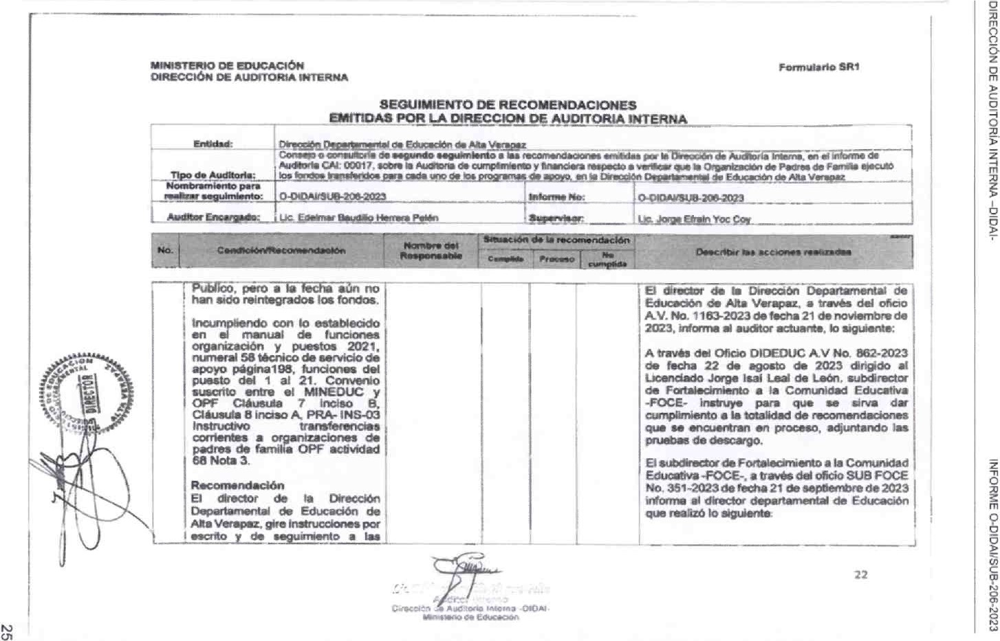 DIRECCIÓN DE AUDITORÍA INTERNA –DIDAI-
INFORME O-DIDAI/SUB-206-2023
MINISTERIO DE EDUCACIÓN
DIRECCIÓN DE AUDITORIA INTERNA
Formulario SR1
SEGUIMIENTO DE RECOMENDACIONES
EMITIDAS POR LA DIRECCION DE AUDITORIA INTERNA
Entidad: Dirección Departamental de Educación de Alta Verapaz
Tipo de Auditoria:
Consejo o consultoría de segundo seguimiento a las recomendaciones emitidas por la Dirección de Auditoria Interna, en el informe de
Auditoría CAI: 00017, sobre la Auditoria de cumplimiento y financiera respecto a verificar que la Organización de Padres de Familia ejecutó
los fondos transferidos para cada uno de los programas de apoyo, en la Dirección Departamental de Educación de Alta Verapaz
Nombramiento para
realizar seguimiento: O-DIDAI/SUB-206-2023 Informe No: O-DIDAI/SUB-206-2023
Auditor Encargado: Lic. Edelmar Baudilio Herrera Pelén Supervisor: Lic. Jorge Efraín Yoc Coy
No. Condición/Recomendación Nombre del
Responsable
Situación de la recomendación
Cumplida Proceso No
cumplida
Describir las acciones realizadas
Publico, pero a la fecha aún no
han sido reintegrados los fondos.
Incumpliendo con lo establecido
en el manual de funciones
organización y puestos 2021,
numeral 58 técnico de servicio de
apoyo página198, funciones del
puesto del 1 al 21. Convenio
suscrito entre el MINEDUC y
OPF Cláusula 7 inciso B,
Cláusula 8 inciso A, PRA- INS-03
Instructivo transferencias
corrientes a organizaciones de
padres de familia OPF actividad
68 Nota 3.
Recomendación
El director de la Dirección
Departamental de Educación de
Alta Verapaz, gire instrucciones por
escrito y de seguimiento a las
El director de la Dirección Departamental de
Educación de Alta Verapaz, a través del oficio
A.V. No. 1163-2023 de fecha 21 de noviembre de
2023, informa al auditor actuante, lo siguiente:
A través del Oficio DIDEDUC A.V No. 862-2023
de fecha 22 de agosto de 2023 dirigido al
Licenciado Jorge Isaí Leal de León, subdirector
de Fortalecimiento a la Comunidad Educativa
-FOCE- instruye para que se sirva dar
cumplimiento a la totalidad de recomendaciones
que se encuentran en proceso, adjuntando las
pruebas de descargo.
El subdirector de Fortalecimiento a la Comunidad
Educativa -FOCE-, a través del oficio SUB FOCE
No. 351-2023 de fecha 21 de septiembre de 2023
informa al director departamental de Educación
que realizó lo siguiente:
DIRECTOR
ALTA VERAPAZ
22
Auditor Interno
Dirección de Auditoría Interna -DIDAI-
Ministerio de Educación
25